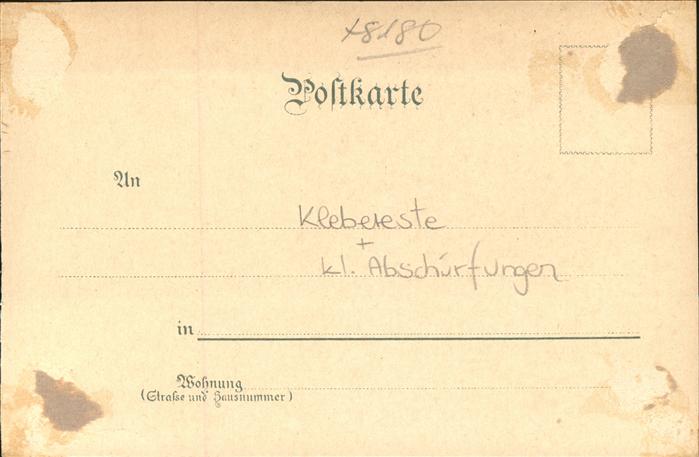 x8180
Postkarte
An
Klebereste
+
kl. Abschürfungen
in
Wohnung
(Straße und Hausnummer)